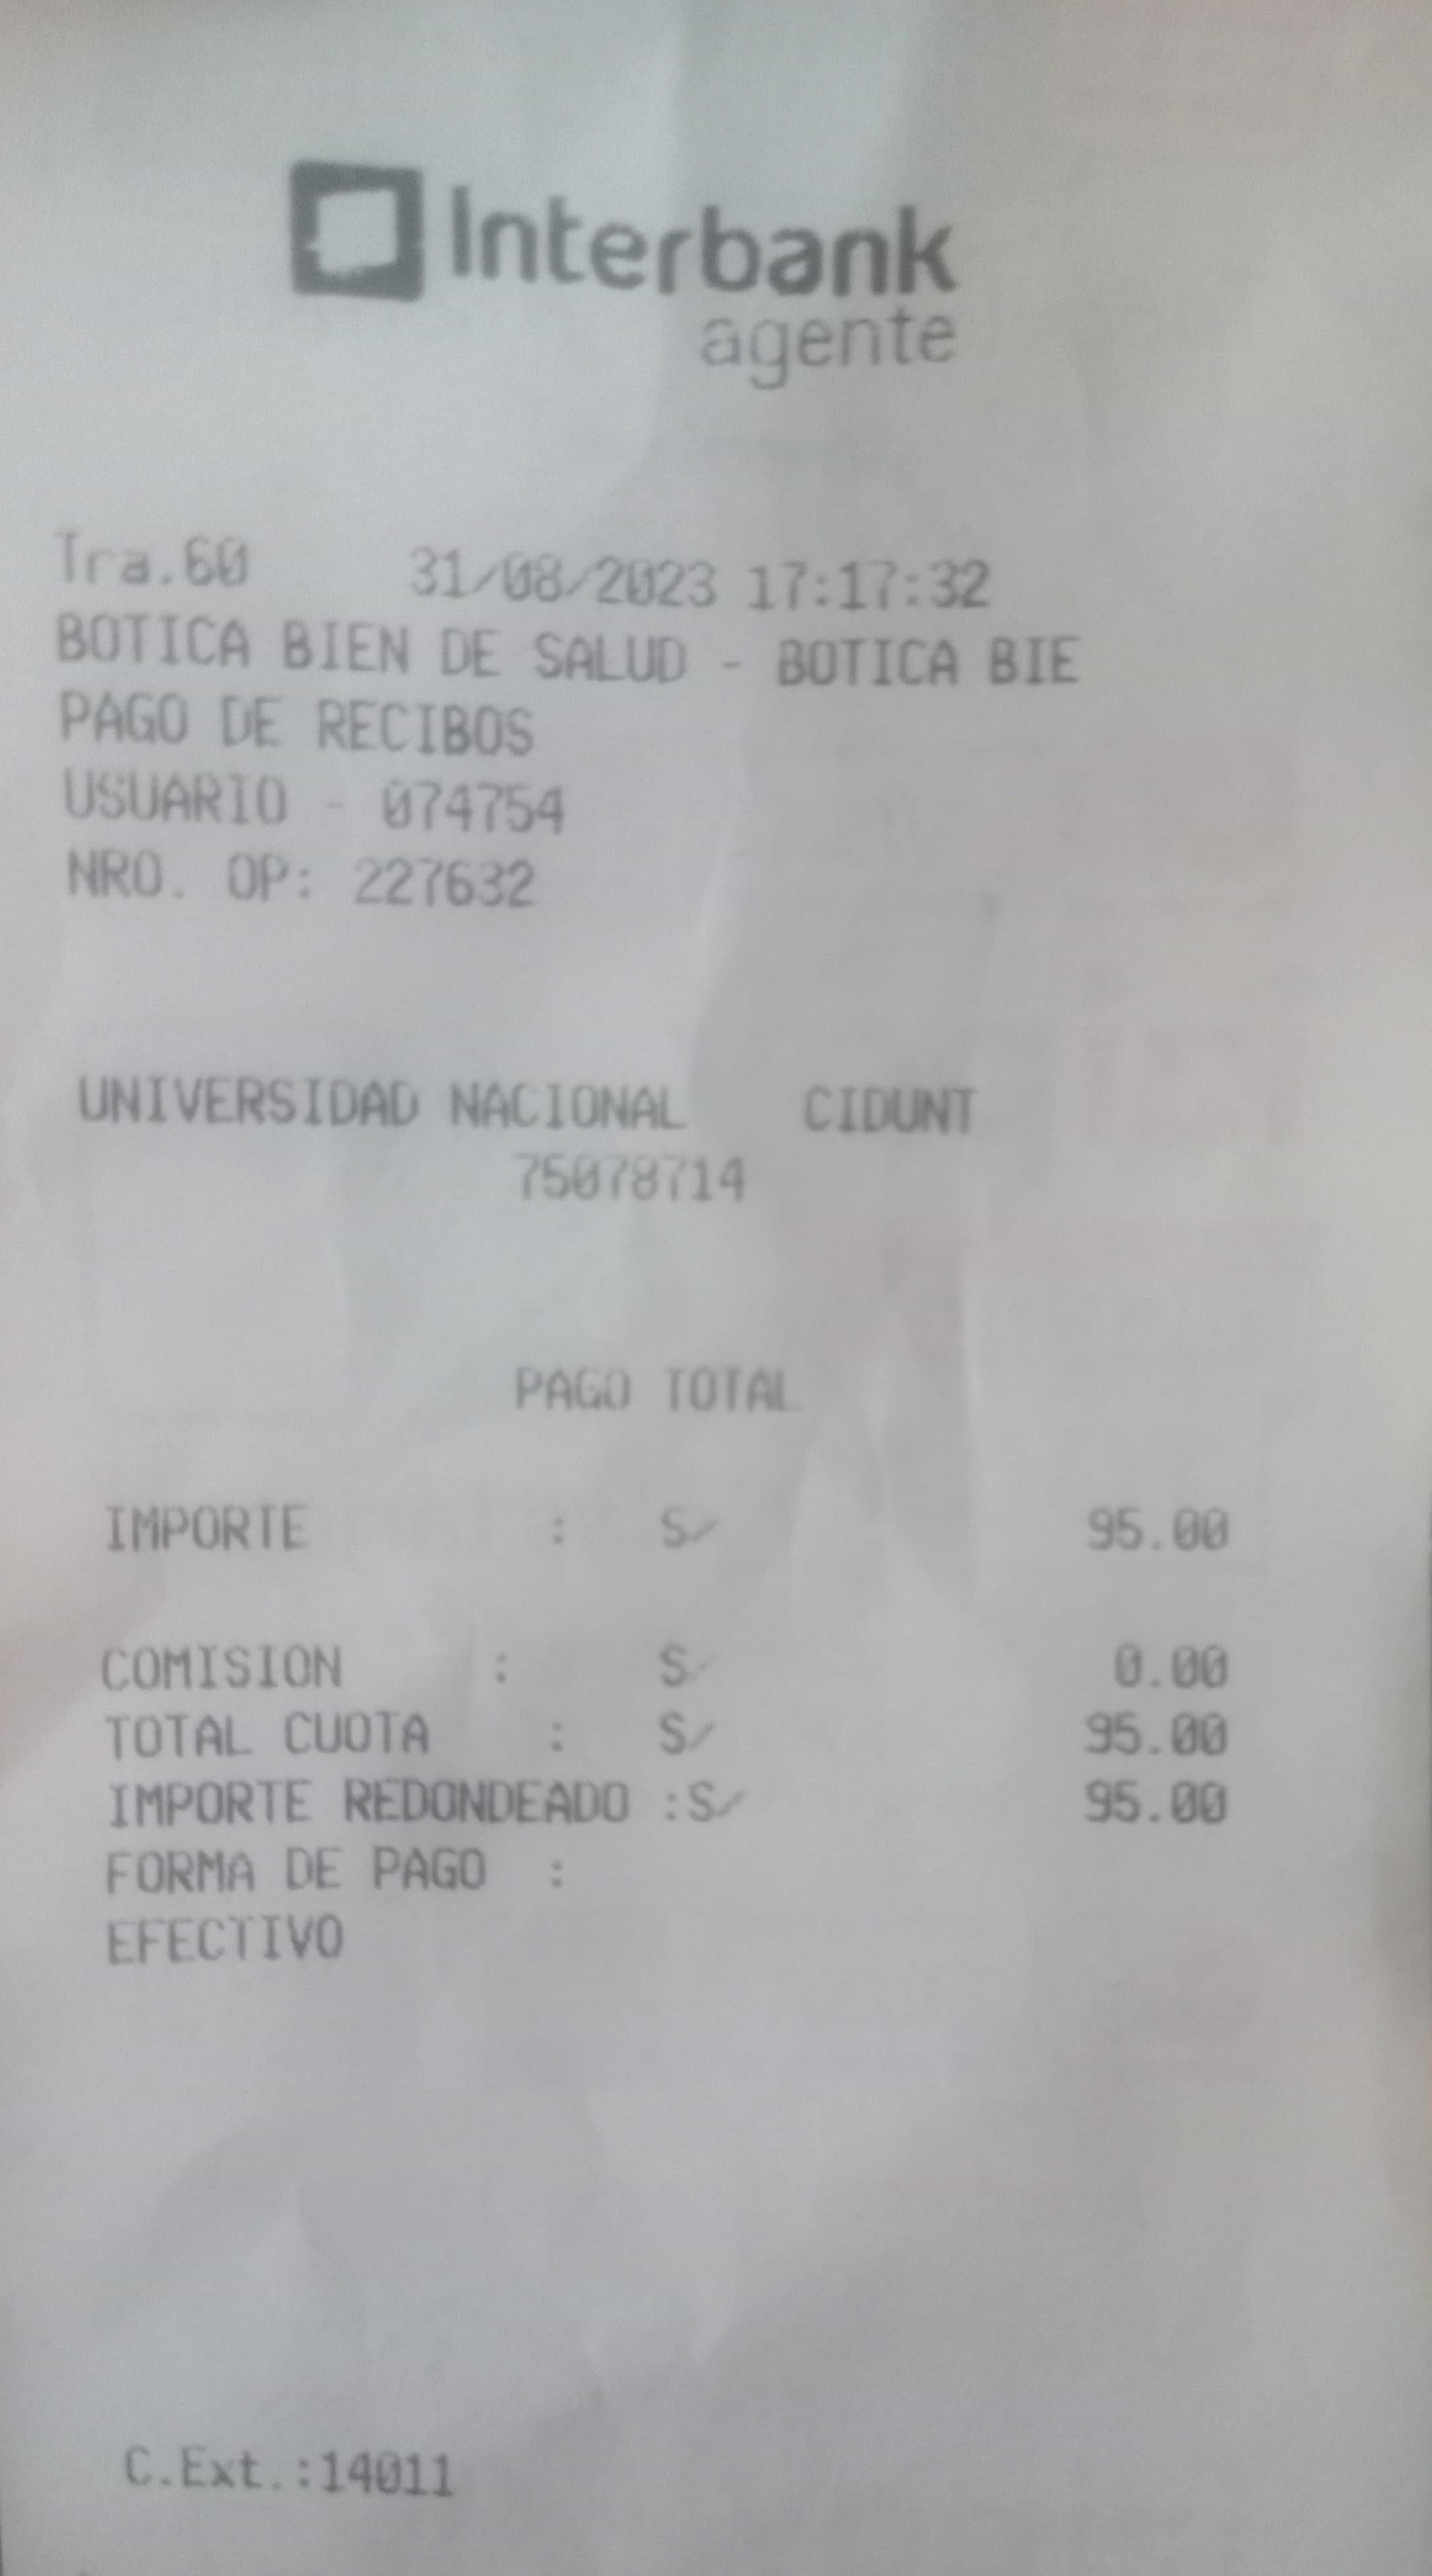 Interbank
agente
Tra.60 31/08/2023 17:17:32
BOTICA BIEN DE SALUD - BOTICA BIE
PAGO DE RECIBOS
USUARIO - 074754
NRO. OP: 227632
UNIVERSIDAD NACIONAL CIDUNT
75078714
PAGO TOTAL
IMPORTE : S/ 95.00
COMISION : S/ 0.00
TOTAL CUOTA : S/ 95.00
IMPORTE REDONDEADO :S/ 95.00
FORMA DE PAGO :
EFECTIVO
C.Ext.:14011